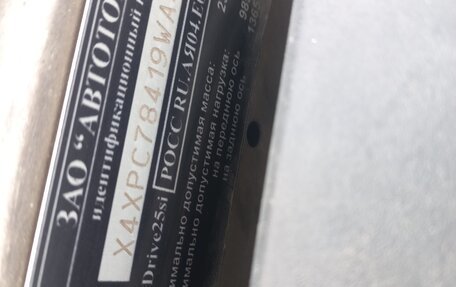 ЗАО “АВТОТО
идентификационный
X4XPC78419WA
Drive25si РОСС RU.АЯ04.
имально допустимая масса:
имально допустимая нагрузка:
на переднюю ось
на заднюю ось